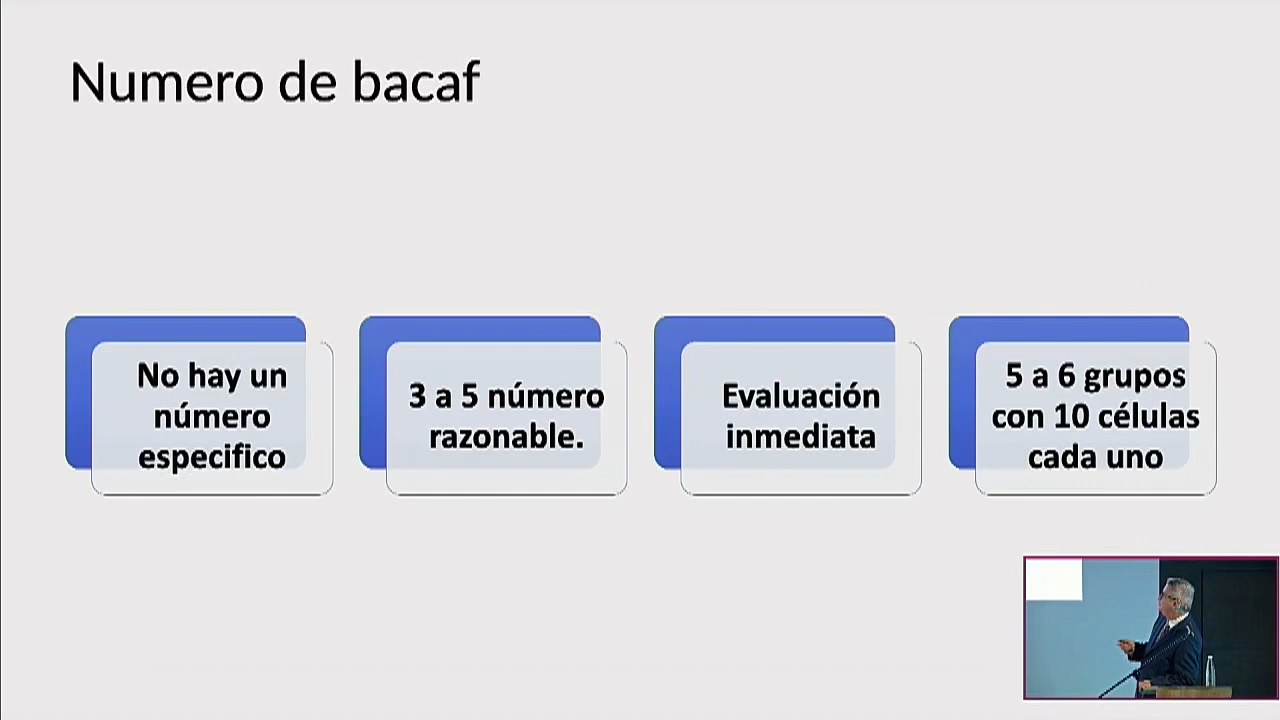 Numero de bacaf
No hay un
número
especifico
3 a 5 número
razonable.
Evaluación
inmediata
5 a 6 grupos
con 10 células
cada uno